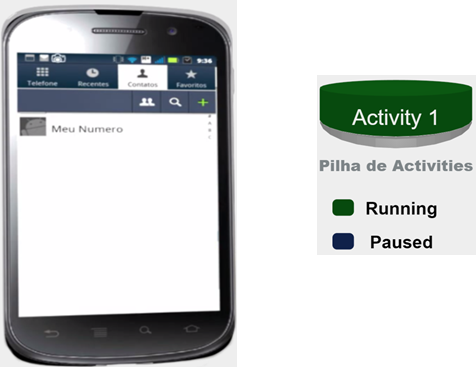 9:36
Telefone Recentes Contatos Favoritos
Meu Numero
Activity 1
Pilha de Activities
Running
Paused